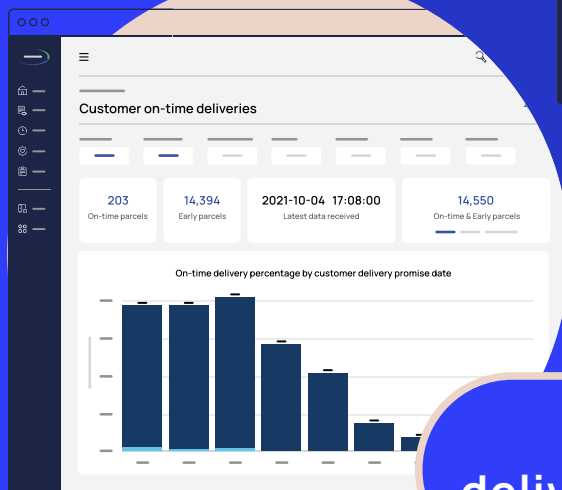 Customer on-time deliveries
203
On-time parcels
14,394
Early parcels
2021-10-04 17:08:00
Latest data received
14,550
On-time & Early parcels
On-time delivery percentage by customer delivery promise date